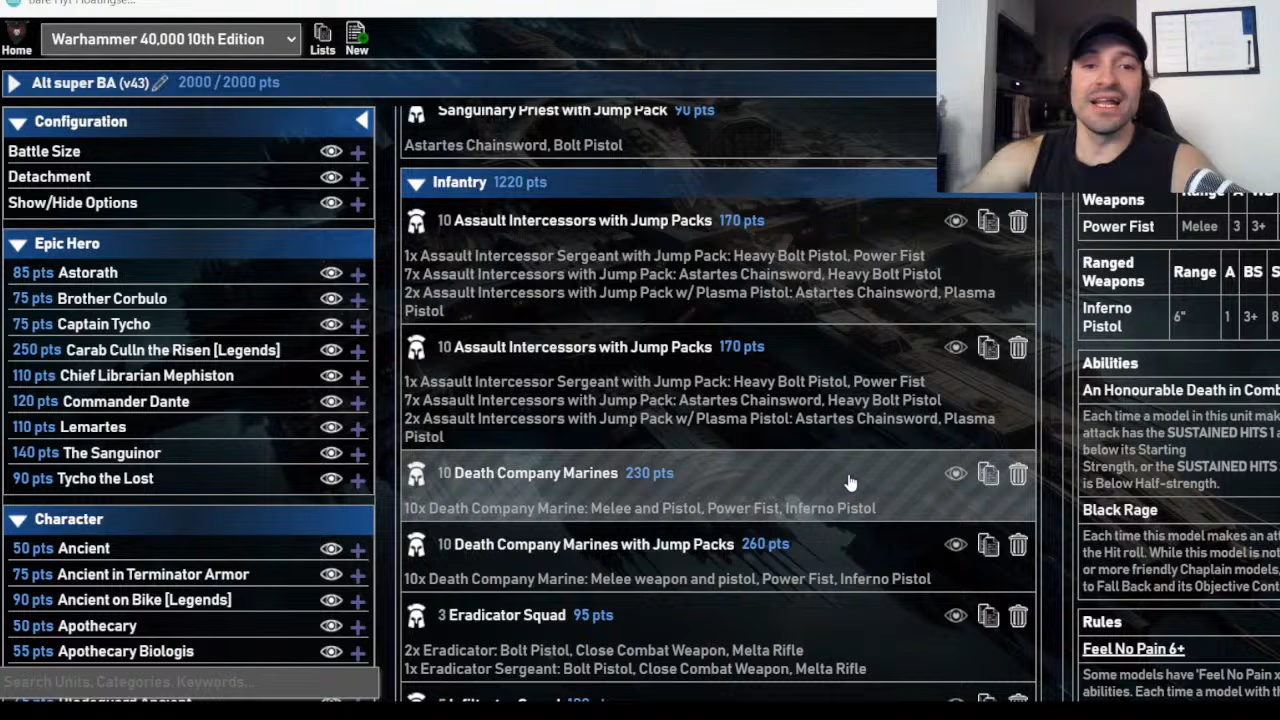 Home
Warhammer 40,000 10th Edition
Lists
New
Alt super BA (v43) 2000 / 2000 pts
Configuration
Battle Size
Detachment
Show/Hide Options
Epic Hero
85 pts Astorath
75 pts Brother Corbulo
75 pts Captain Tycho
250 pts Carab Culln the Risen [Legends]
110 pts Chief Librarian Mephiston
120 pts Commander Dante
110 pts Lemartes
140 pts The Sanguinor
90 pts Tycho the Lost
Character
50 pts Ancient
75 pts Ancient in Terminator Armor
90 pts Ancient on Bike [Legends]
50 pts Apothecary
55 pts Apothecary Biologis
Search Units, Categories, Keywords...
Sanguinary Priest with Jump Pack 90 pts
Astartes Chainsword, Bolt Pistol
Infantry 1220 pts
10 Assault Intercessors with Jump Packs 170 pts
1x Assault Intercessor Sergeant with Jump Pack: Heavy Bolt Pistol, Power Fist
7x Assault Intercessors with Jump Pack: Astartes Chainsword, Heavy Bolt Pistol
2x Assault Intercessors with Jump Pack w/ Plasma Pistol: Astartes Chainsword, Plasma
Pistol
10 Assault Intercessors with Jump Packs 170 pts
1x Assault Intercessor Sergeant with Jump Pack: Heavy Bolt Pistol, Power Fist
7x Assault Intercessors with Jump Pack: Astartes Chainsword, Heavy Bolt Pistol
2x Assault Intercessors with Jump Pack w/ Plasma Pistol: Astartes Chainsword, Plasma
Pistol
10 Death Company Marines 230 pts
10x Death Company Marine: Melee and Pistol, Power Fist, Inferno Pistol
10 Death Company Marines with Jump Packs 260 pts
10x Death Company Marine: Melee weapon and pistol, Power Fist, Inferno Pistol
3 Eradicator Squad 95 pts
2x Eradicator: Bolt Pistol, Close Combat Weapon, Melta Rifle
1x Eradicator Sergeant: Bolt Pistol, Close Combat Weapon, Melta Rifle
Weapons
Power Fist Melee 3 3+
Ranged
Weapons Range A BS S
Inferno
Pistol 6" 1 3+ 8
Abilities
An Honourable Death in Comb
Each time a model in this unit mak
attack has the SUSTAINED HITS 1 a
below its Starting
Strength, or the SUSTAINED HITS
is Below Half-strength.
Black Rage
Each time this model makes an att
the Hit roll. While this model is not
or more friendly Chaplain models,
to Fall Back and its Objective Cont
Rules
Feel No Pain 6+
Some models have 'Feel No Pain x
abilities. Each time a model with th